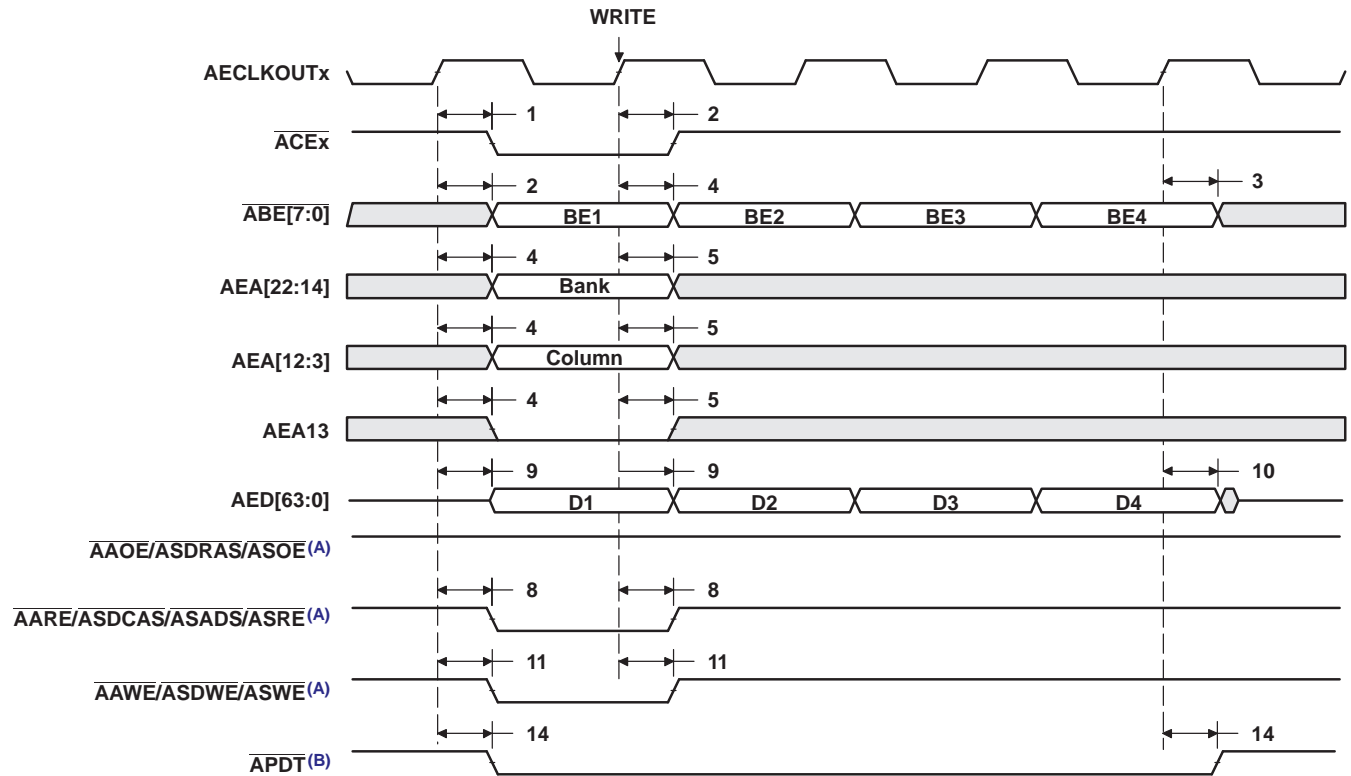 WRITE
AECLKOUTx
1 2
ACEx
2 4 3
ABE[7:0] BE1 BE2 BE3 BE4
4 5
AEA[22:14] Bank
4 5
AEA[12:3] Column
4 5
AEA13
9 9 10
AED[63:0] D1 D2 D3 D4
AAOE/ASDRAS/ASOE(A)
8 8
AARE/ASDCAS/ASADS/ASRE(A)
11 11
AAWE/ASDWE/ASWE(A)
14 14
APDT(B)